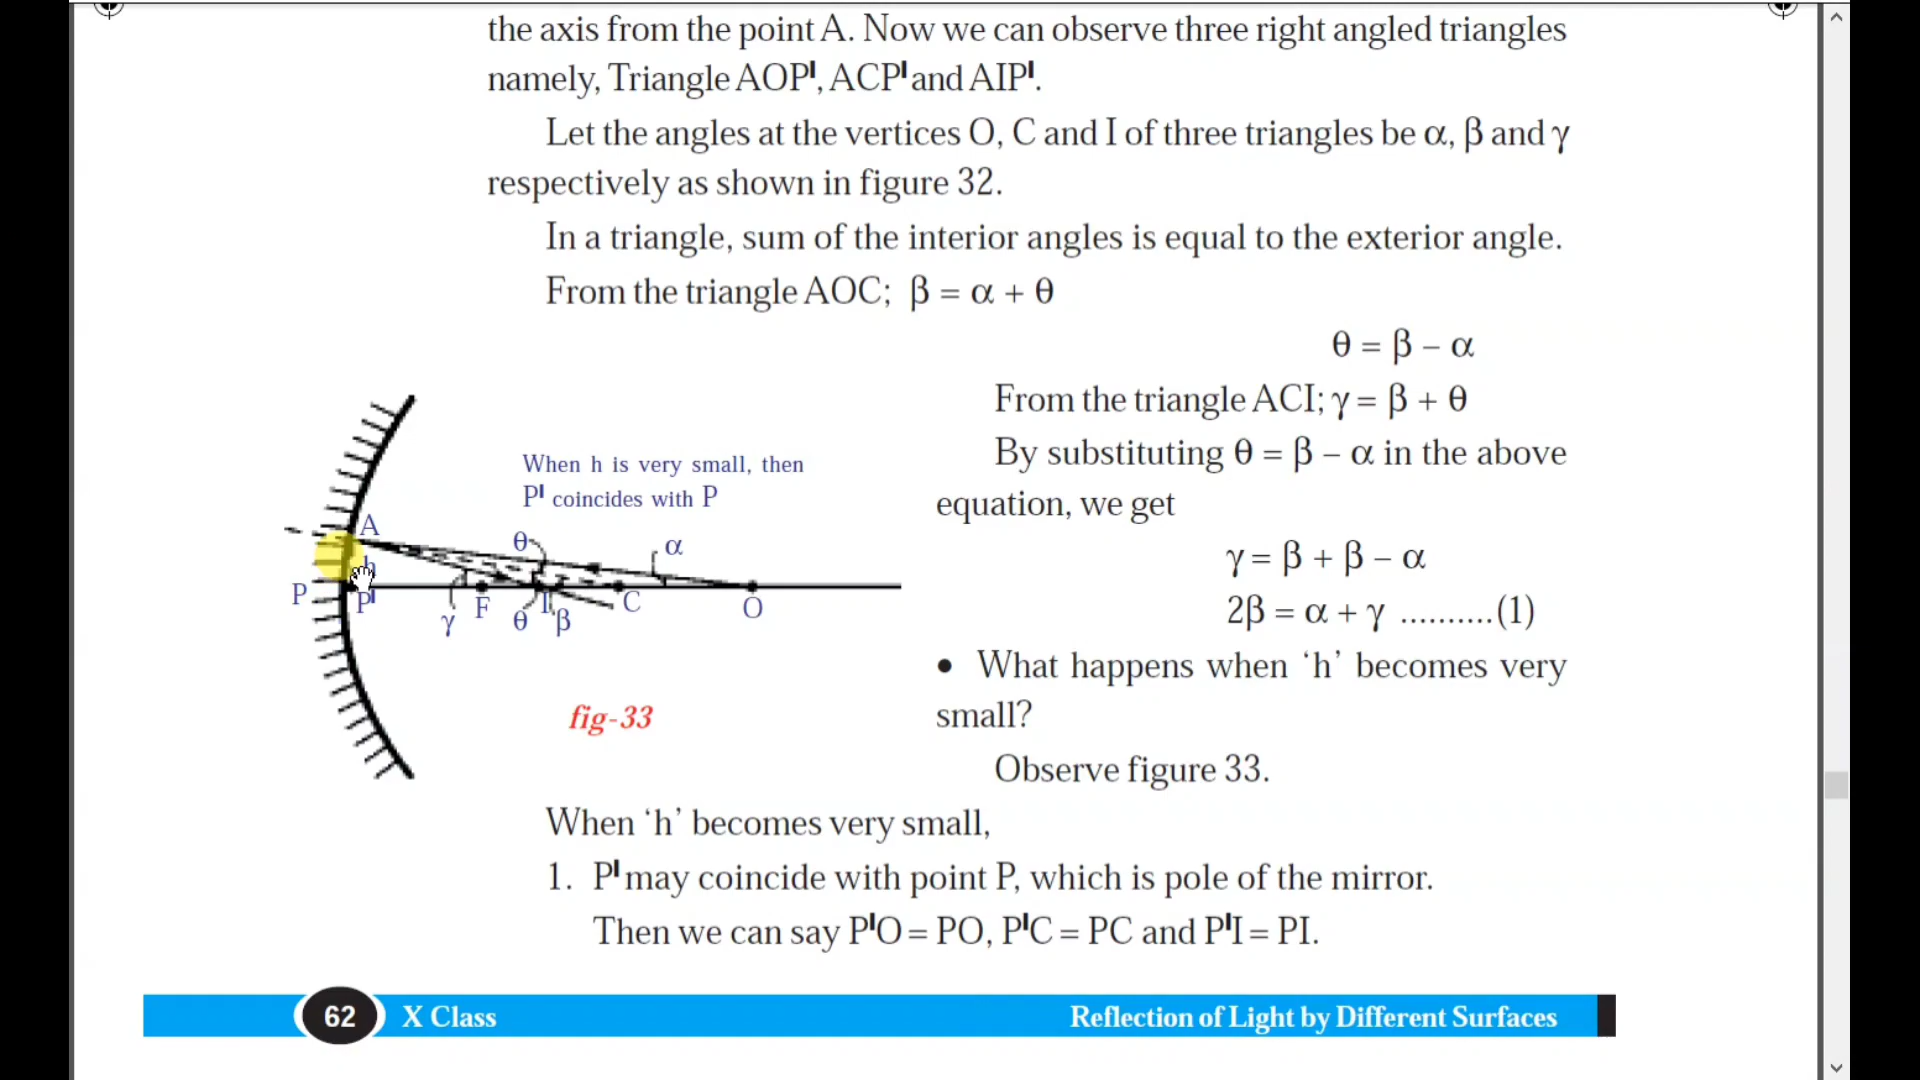 the axis from the point A. Now we can observe three right angled triangles
namely, Triangle AOPˡ, ACPˡ and AIPˡ.
Let the angles at the vertices O, C and I of three triangles be α, β and γ
respectively as shown in figure 32.
In a triangle, sum of the interior angles is equal to the exterior angle.
From the triangle AOC; β = α + θ
θ = β – α
From the triangle ACI; γ = β + θ
By substituting θ = β – α in the above
equation, we get
γ = β + β – α
2β = α + γ ..........(1)
• What happens when ‘h’ becomes very
small?
Observe figure 33.
When h is very small, then
Pˡ coincides with P
A
θ
α
h
P
Pˡ
γ
F
θ
I
β
C
O
fig-33
When ‘h’ becomes very small,
1. Pˡ may coincide with point P, which is pole of the mirror.
Then we can say PˡO = PO, PˡC = PC and PˡI = PI.
62 X Class Reflection of Light by Different Surfaces